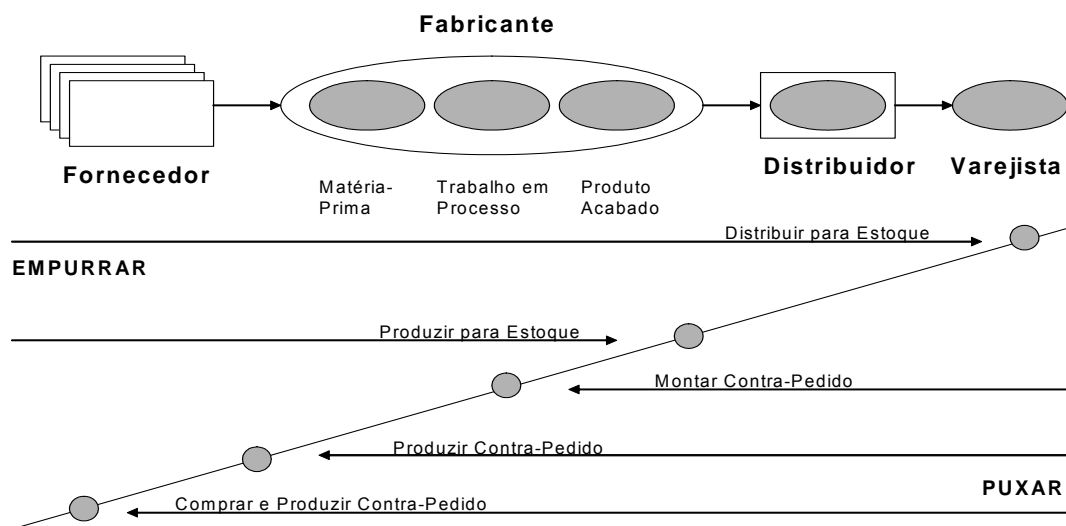 Fabricante
Fornecedor
Distribuidor
Varejista
Matéria-
Prima
Trabalho em
Processo
Produto
Acabado
Distribuir para Estoque
EMPURRAR
Produzir para Estoque
Montar Contra-Pedido
Produzir Contra-Pedido
PUXAR
Comprar e Produzir Contra-Pedido